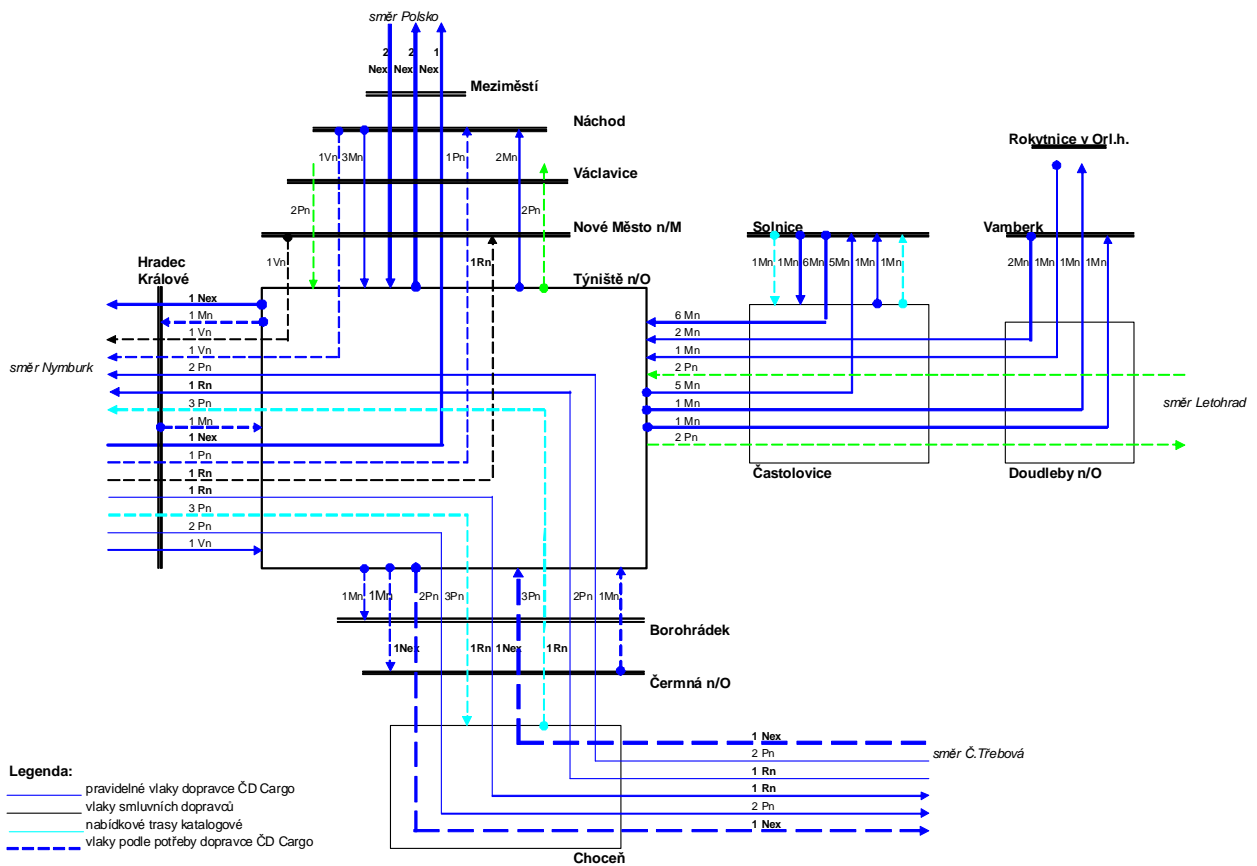 směr Polsko
2 2 1
Nex Nex Nex
Meziměstí
Náchod
1Vn 3Mn 1Pn 2Mn
Václavice
2Pn 2Pn
Nové Město n/M
1Vn 1Rn
Týniště n/O
Rokytnice v Orl.h.
Solnice
1Mn 1Mn 6Mn 5Mn 1Mn 1Mn
Vamberk
2Mn 1Mn 1Mn 1Mn
Hradec
Králové
1 Nex
1 Mn
1 Vn
1 Vn
2 Pn
1 Rn
3 Pn
1 Mn
1 Nex
1 Pn
1 Rn
1 Rn
3 Pn
2 Pn
1 Vn
směr Nymburk
6 Mn
2 Mn
1 Mn
2 Pn
5 Mn
1 Mn
1 Mn
2 Pn
směr Letohrad
Častolovice
Doudleby n/O
1Mn 1Mn 2Pn 3Pn 3Pn 2Pn 1Mn
Borohrádek
1Nex 1Rn 1Nex 1Rn
Čermná n/O
1 Nex
2 Pn
1 Rn
1 Rn
2 Pn
1 Nex
směr Č.Třebová
Choceň
Legenda:
pravidelné vlaky dopravce ČD Cargo
vlaky smluvních dopravců
nabídkové trasy katalogové
vlaky podle potřeby dopravce ČD Cargo